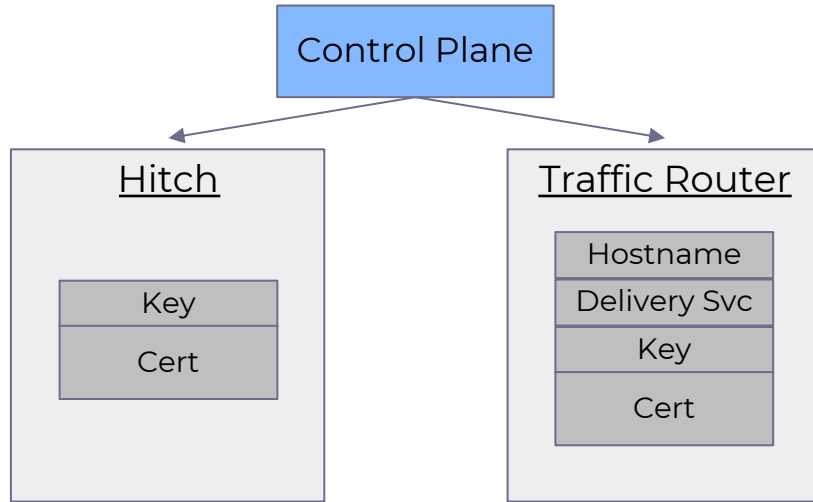 Control Plane
Hitch
Key
Cert
Traffic Router
Hostname
Delivery Svc
Key
Cert